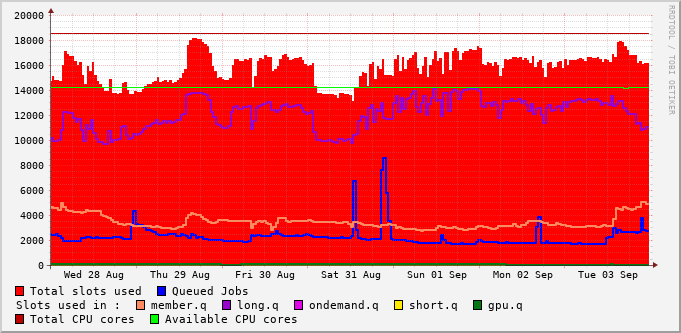 20000
18000
16000
14000
12000
10000
8000
6000
4000
2000
0
Wed 28 Aug Thu 29 Aug Fri 30 Aug Sat 31 Aug Sun 01 Sep Mon 02 Sep Tue 03 Sep
Total slots used Queued Jobs
Slots used in : member.q long.q ondemand.q short.q gpu.q
Total CPU cores Available CPU cores
RRDTOOL / TOBI OETIKER